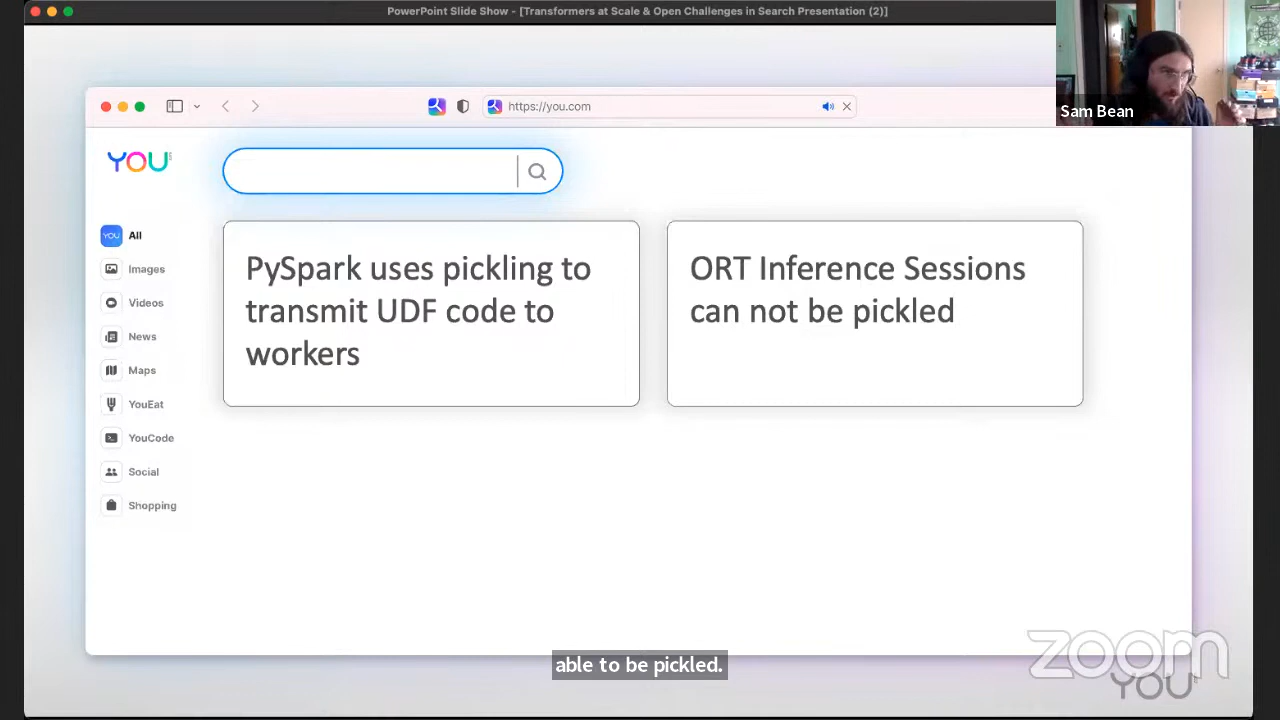 PowerPoint Slide Show - [Transformers at Scale & Open Challenges in Search Presentation (2)]
Sam Bean
https://you.com
YOU
All
Images
Videos
News
Maps
YouEat
YouCode
Social
Shopping
PySpark uses pickling to
transmit UDF code to
workers
ORT Inference Sessions
can not be pickled
able to be pickled.
zoom
YOU